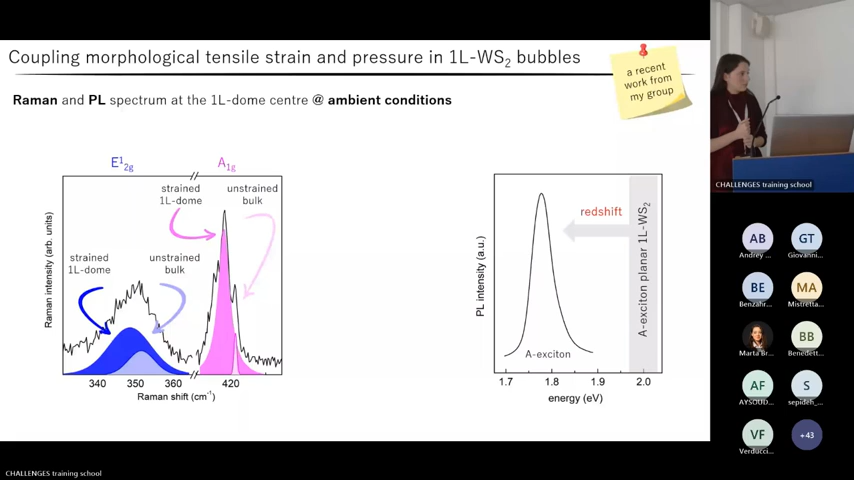 Coupling morphological tensile strain and pressure in 1L-WS₂ bubbles
a recent
work from
my group
Raman and PL spectrum at the 1L-dome centre @ ambient conditions
E¹₂g
A₁g
strained
1L-dome
unstrained
bulk
strained
1L-dome
unstrained
bulk
Raman intensity (arb. units)
340
350
360
420
Raman shift (cm⁻¹)
redshift
A-exciton planar 1L-WS₂
PL intensity (a.u.)
A-exciton
1.7
1.8
1.9
2.0
energy (eV)
CHALLENGES training school
AB
Andrey ...
GT
Giovanni...
BE
Benzahr...
MA
Mistretta...
Marta Br...
BB
Benedett...
AF
AYSOUD...
S
sepideh_...
VF
Verducci...
+43
CHALLENGES training school